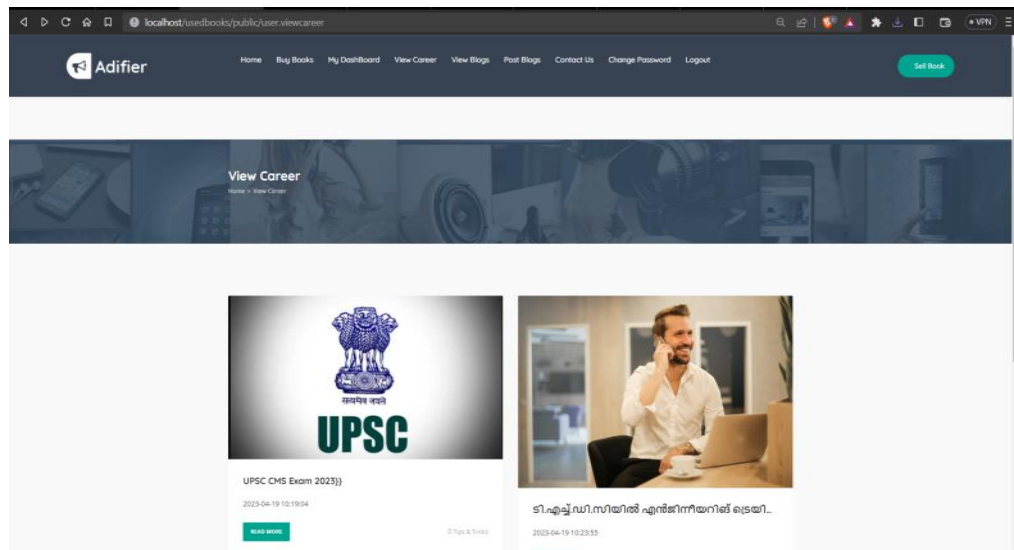 localhost/usedbooks/public/user.viewcareer
VPN
Adifier
Home Buy Books My DashBoard View Career View Blogs Post Blogs Contact Us Change Password Logout
Sell Book
View Career
Home > View Career
सत्यमेव जयते
UPSC
UPSC CMS Exam 2023}}
2023-04-19 10:19:04
READ MORE
Tips & Tricks
ടി.എച്ച്.ഡി.സിയിൽ എൻജിനീയറിങ് ട്രെയി...
2023-04-19 10:23:55